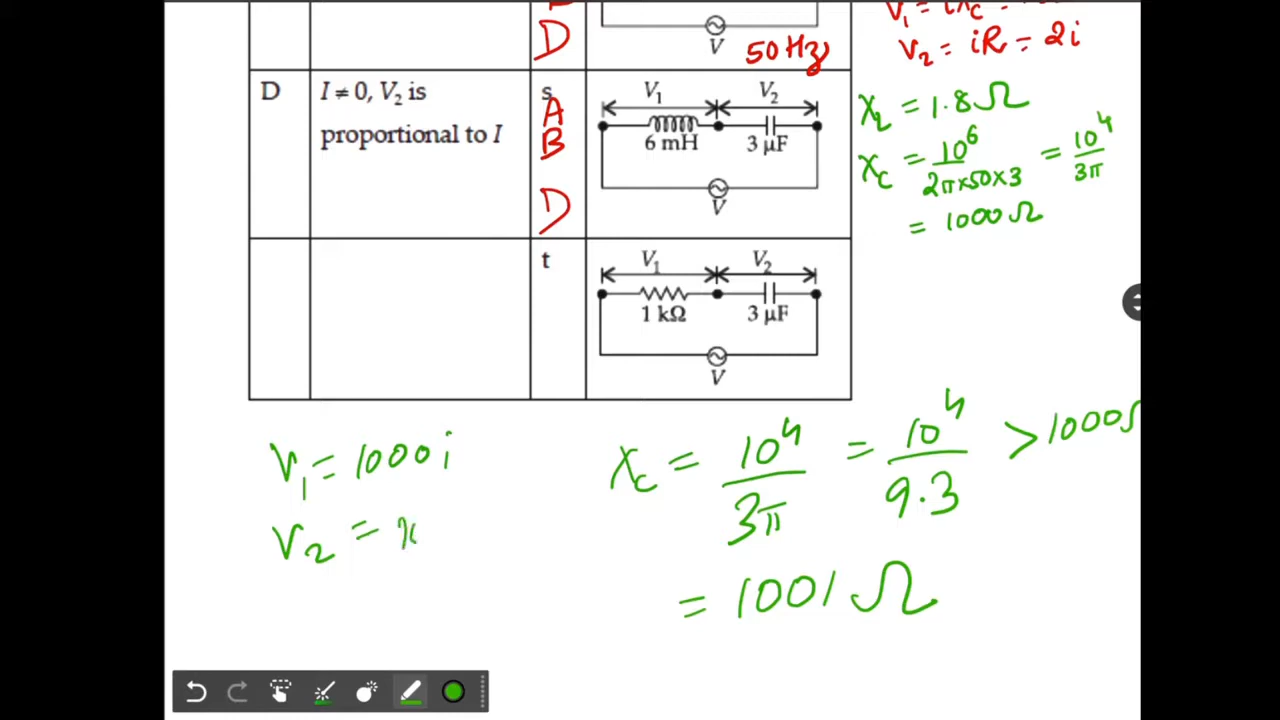 V₁ = iXc =
D V 50 Hz V₂ = iR = 2i
D I ≠ 0, V₂ is proportional to I s A B D V₁ V₂ 6 mH 3 μF V
X_L = 1.8 Ω
X_c = 10⁶ / 2π×50×3 = 10⁴ / 3π
= 1000 Ω
t V₁ V₂ 1 kΩ 3 μF V
V₁ = 1000 i
X_c = 10⁴ / 3π = 10⁴ / 9.3 > 1000 Ω
V₂ = x
= 1001 Ω